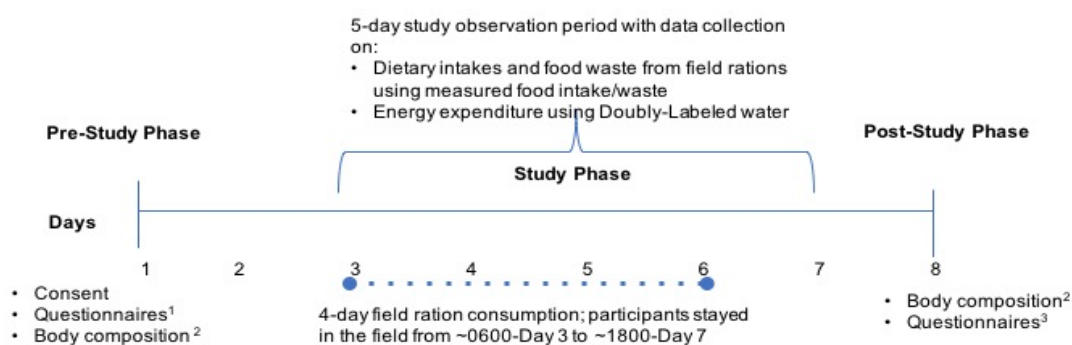 5-day study observation period with data collection
on:
• Dietary intakes and food waste from field rations
using measured food intake/waste
• Energy expenditure using Doubly-Labeled water
Pre-Study Phase
Post-Study Phase
Study Phase
Days
1 2 3 4 5 6 7 8
• Consent
• Questionnaires¹
• Body composition²
4-day field ration consumption; participants stayed
in the field from ~0600-Day 3 to ~1800-Day 7
• Body composition²
• Questionnaires³